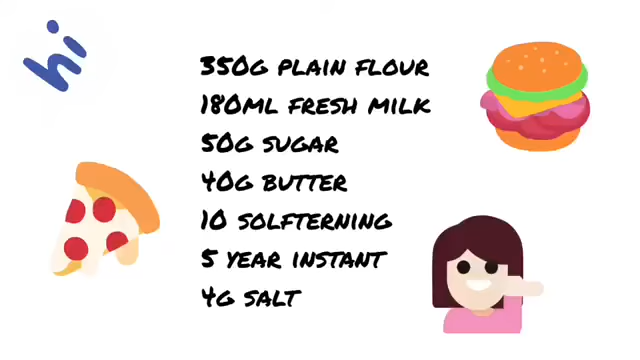 hi
350g plain flour
180ml fresh milk
50g sugar
40g butter
10 solfterning
5 year instant
4g salt